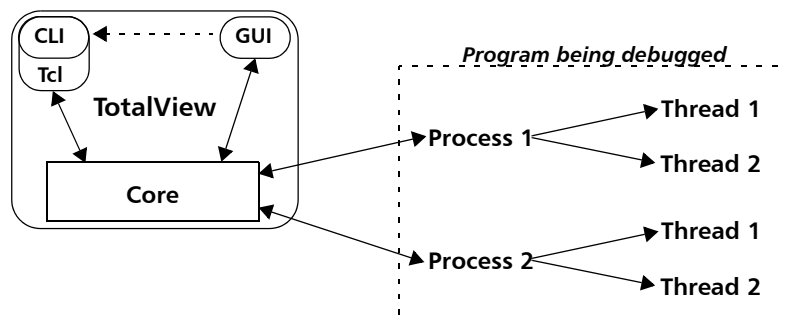 CLI
GUI
Tcl
TotalView
Core
Program being debugged
Process 1
Thread 1
Thread 2
Process 2
Thread 1
Thread 2